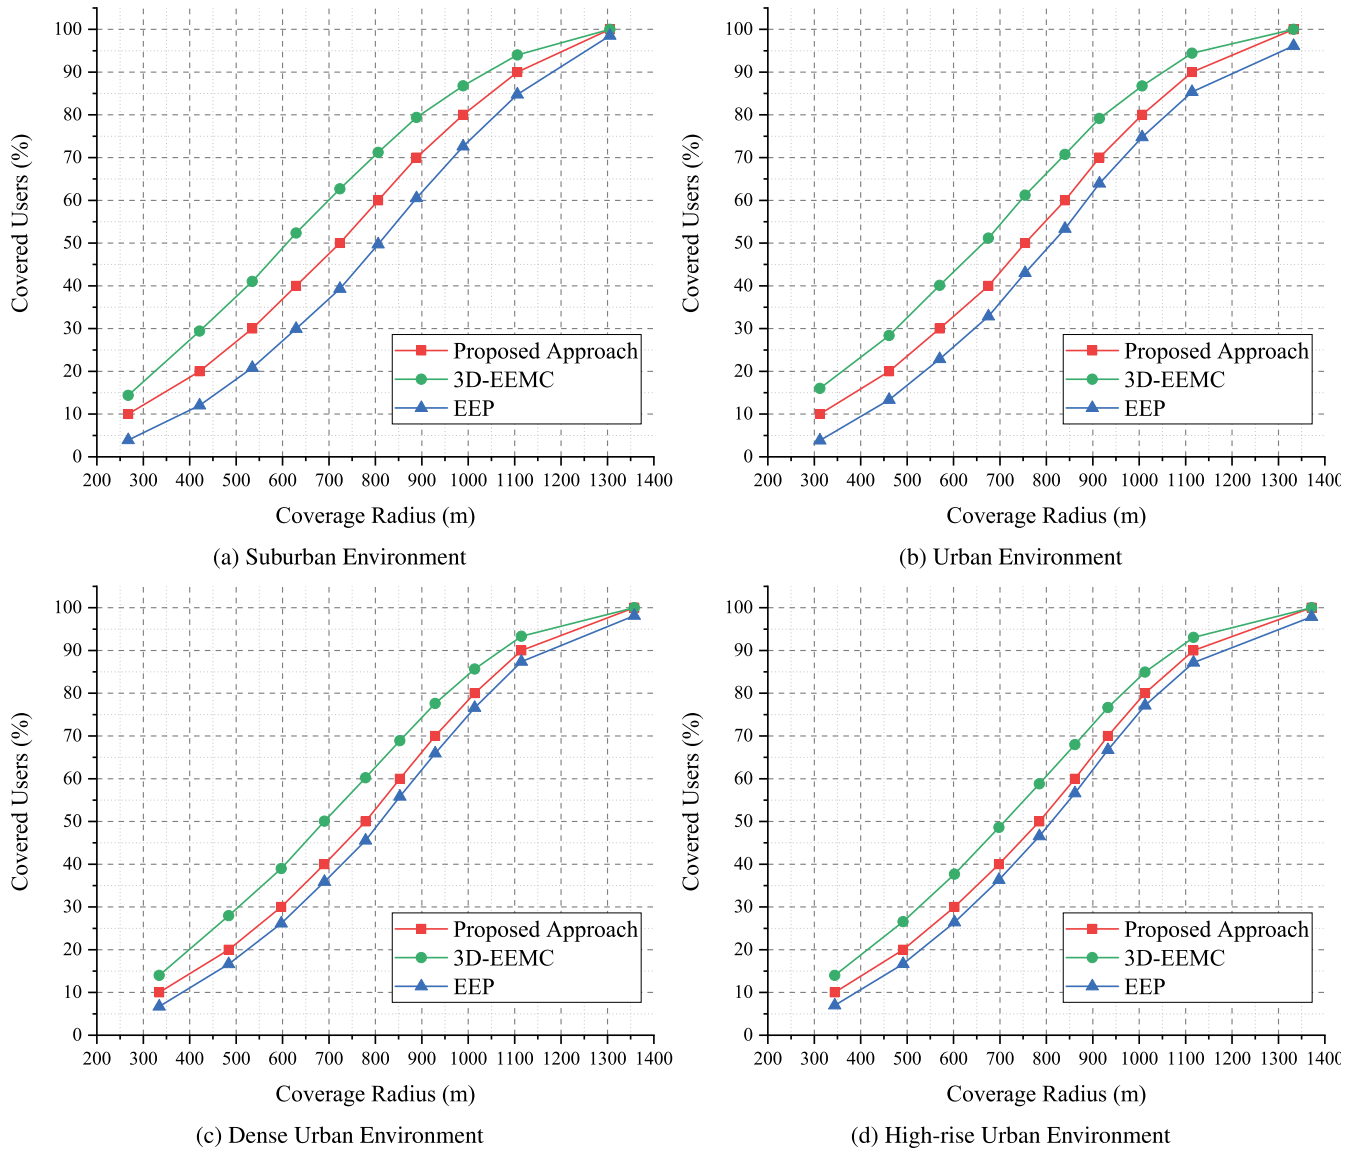 100
90
80
70
60
50
40
30
20
10
0
Covered Users (%)
Proposed Approach
3D-EEMC
EEP
200 300 400 500 600 700 800 900 1000 1100 1200 1300 1400
Coverage Radius (m)
(a) Suburban Environment
100
90
80
70
60
50
40
30
20
10
0
Covered Users (%)
Proposed Approach
3D-EEMC
EEP
200 300 400 500 600 700 800 900 1000 1100 1200 1300 1400
Coverage Radius (m)
(b) Urban Environment
100
90
80
70
60
50
40
30
20
10
0
Covered Users (%)
Proposed Approach
3D-EEMC
EEP
200 300 400 500 600 700 800 900 1000 1100 1200 1300 1400
Coverage Radius (m)
(c) Dense Urban Environment
100
90
80
70
60
50
40
30
20
10
0
Covered Users (%)
Proposed Approach
3D-EEMC
EEP
200 300 400 500 600 700 800 900 1000 1100 1200 1300 1400
Coverage Radius (m)
(d) High-rise Urban Environment